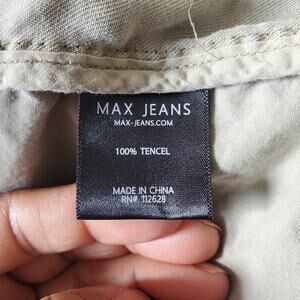 MAX JEANS
MAX-JEANS.COM
100% TENCEL
MADE IN CHINA
RN# 112628